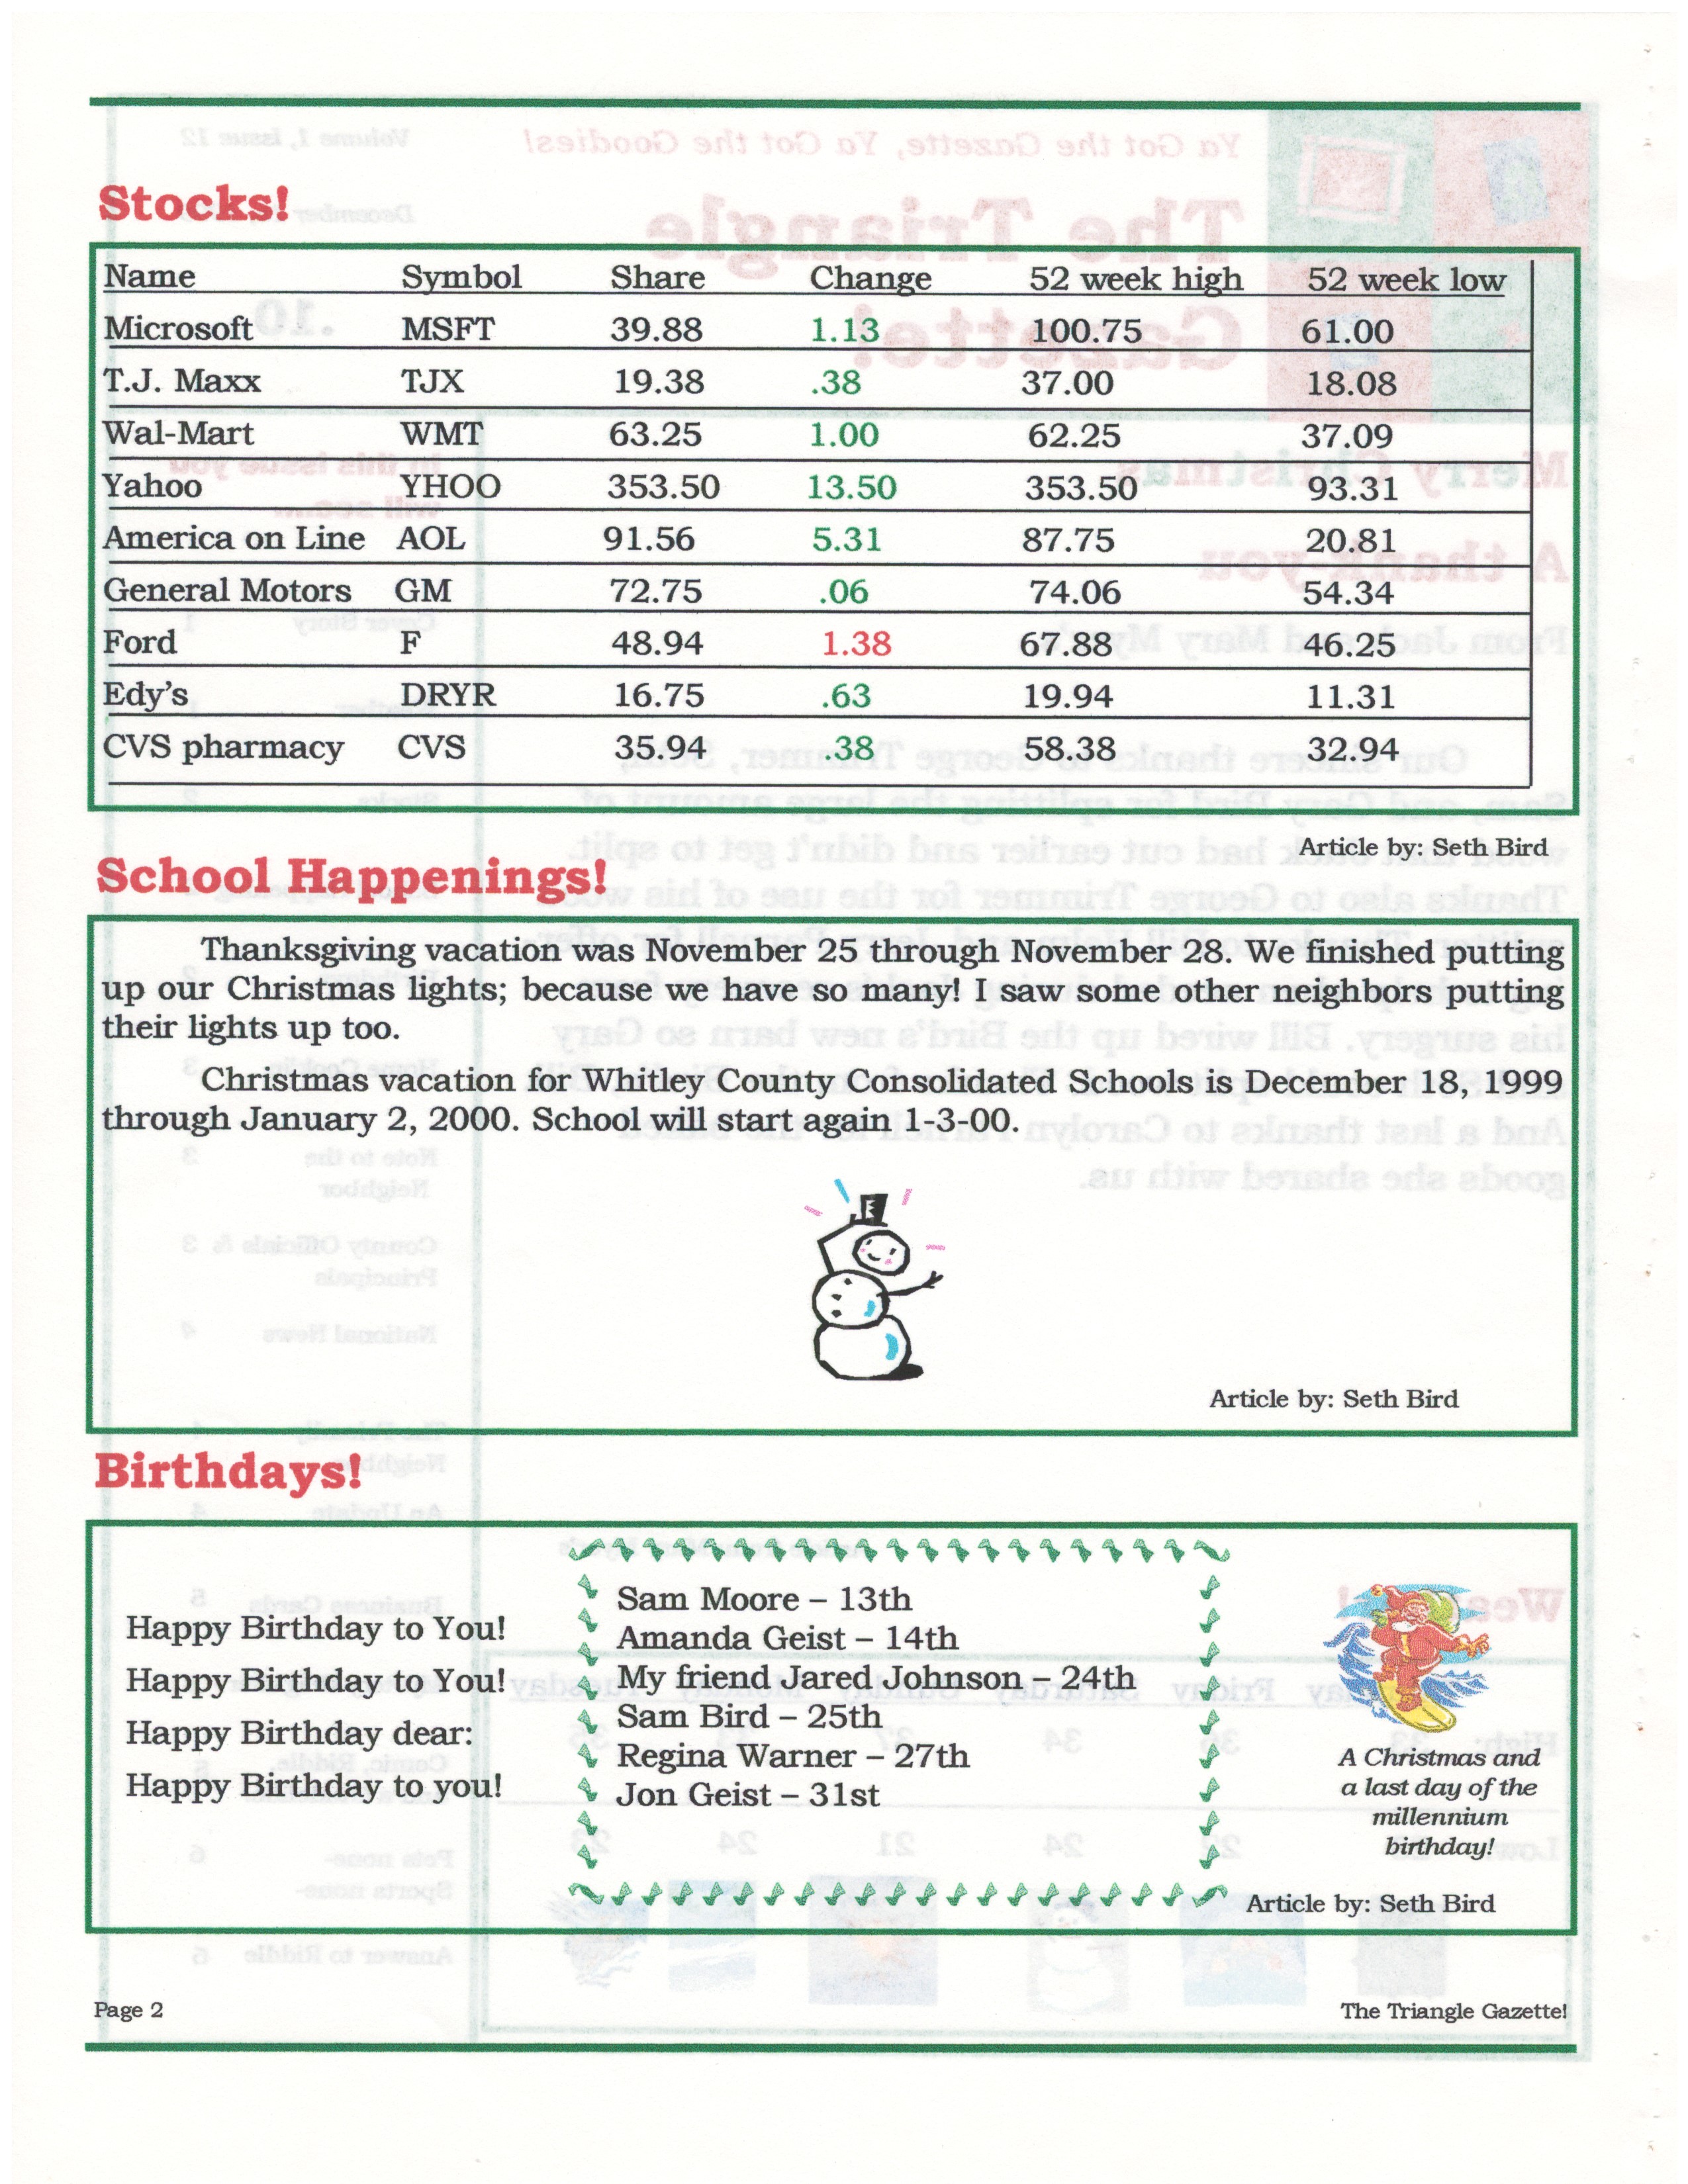 Stocks!
Name Symbol Share Change 52 week high 52 week low
Microsoft MSFT 39.88 1.13 100.75 61.00
T.J. Maxx TJX 19.38 .38 37.00 18.08
Wal-Mart WMT 63.25 1.00 62.25 37.09
Yahoo YHOO 353.50 13.50 353.50 93.31
America on Line AOL 91.56 5.31 87.75 20.81
General Motors GM 72.75 .06 74.06 54.34
Ford F 48.94 1.38 67.88 46.25
Edy's DRYR 16.75 .63 19.94 11.31
CVS pharmacy CVS 35.94 .38 58.38 32.94
Article by: Seth Bird
School Happenings!
Thanksgiving vacation was November 25 through November 28. We finished putting
up our Christmas lights; because we have so many! I saw some other neighbors putting
their lights up too.
Christmas vacation for Whitley County Consolidated Schools is December 18, 1999
through January 2, 2000. School will start again 1-3-00.
Article by: Seth Bird
Birthdays!
Happy Birthday to You!
Happy Birthday to You!
Happy Birthday dear:
Happy Birthday to you!
Sam Moore – 13th
Amanda Geist – 14th
My friend Jared Johnson – 24th
Sam Bird – 25th
Regina Warner – 27th
Jon Geist – 31st
A Christmas and
a last day of the
millennium
birthday!
Article by: Seth Bird
Page 2
The Triangle Gazette!